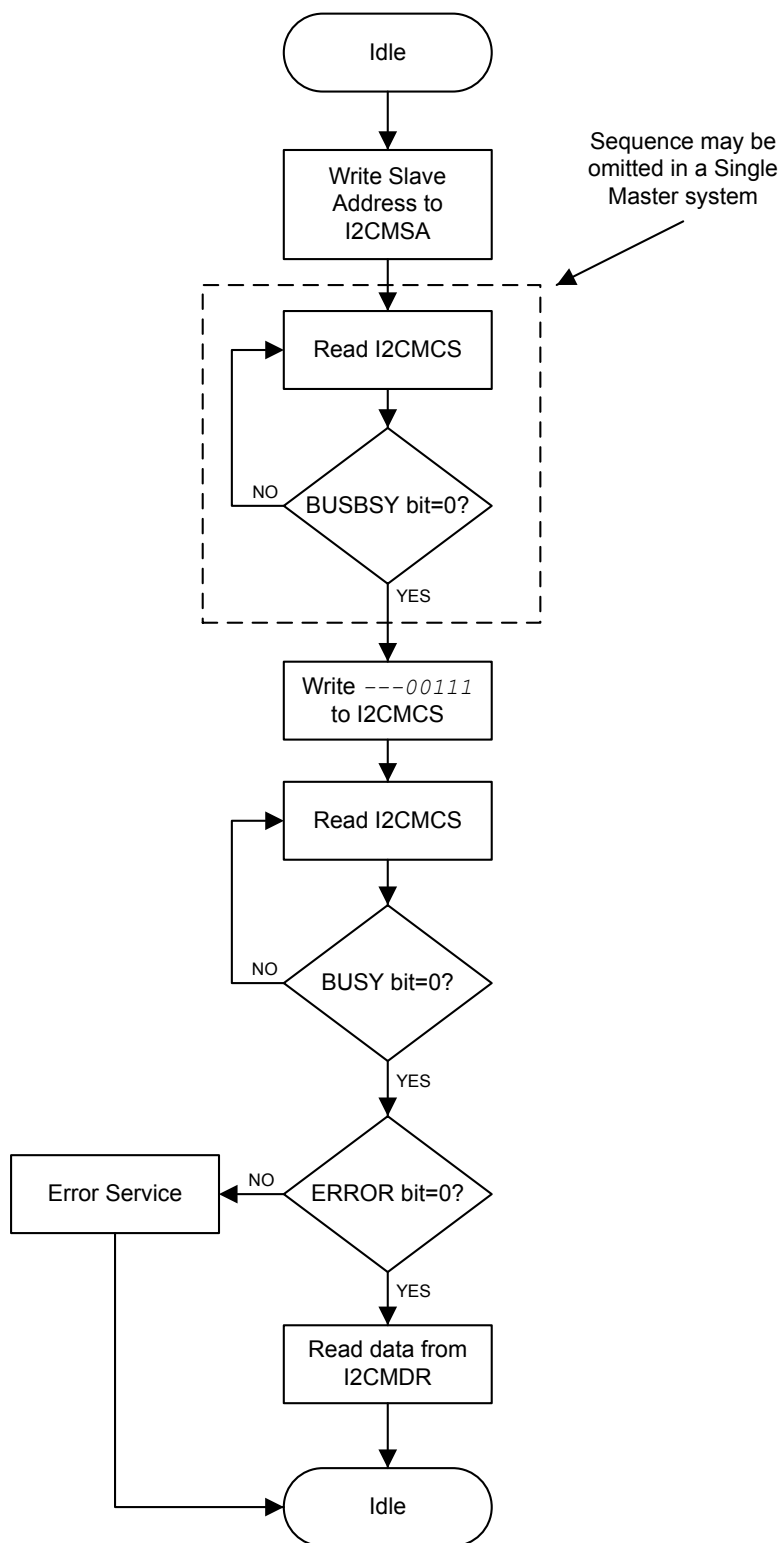 Idle
Sequence may be
omitted in a Single
Master system
Write Slave
Address to
I2CMSA
Read I2CMCS
NO
BUSBSY bit=0?
YES
Write ---00111
to I2CMCS
Read I2CMCS
NO
BUSY bit=0?
YES
Error Service
NO
ERROR bit=0?
YES
Read data from
I2CMDR
Idle